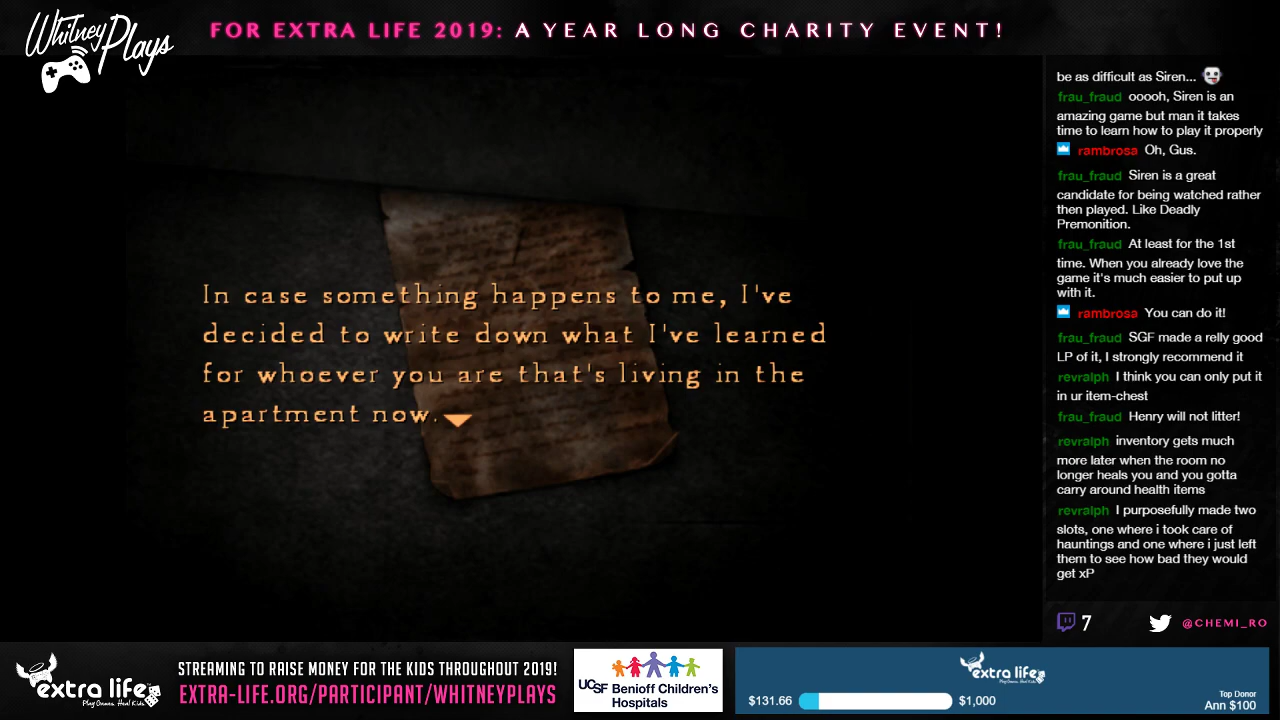 Whitney Plays
FOR EXTRA LIFE 2019: A YEAR LONG CHARITY EVENT!
In case something happens to me, I've
decided to write down what I've learned
for whoever you are that's living in the
apartment now.
be as difficult as Siren...
frau_fraud ooooh, Siren is an
amazing game but man it takes
time to learn how to play it properly
rambrosa Oh, Gus.
frau_fraud Siren is a great
candidate for being watched rather
then played. Like Deadly
Premonition.
frau_fraud At least for the 1st
time. When you already love the
game it's much easier to put up
with it.
rambrosa You can do it!
frau_fraud SGF made a relly good
LP of it, I strongly recommend it
revralph I think you can only put it
in ur item-chest
frau_fraud Henry will not litter!
revralph inventory gets much
more later when the room no
longer heals you and you gotta
carry around health items
revralph I purposefully made two
slots, one where i took care of
hauntings and one where i just left
them to see how bad they would
get xP
7 @CHEMI_RO
extra life
Play Games. Heal Kids.
STREAMING TO RAISE MONEY FOR THE KIDS THROUGHOUT 2019!
EXTRA-LIFE.ORG/PARTICIPANT/WHITNEYPLAYS
UCSF Benioff Children's
Hospitals
extra life
Play Games. Heal Kids.
$131.66 $1,000
Top Donor
Ann $100